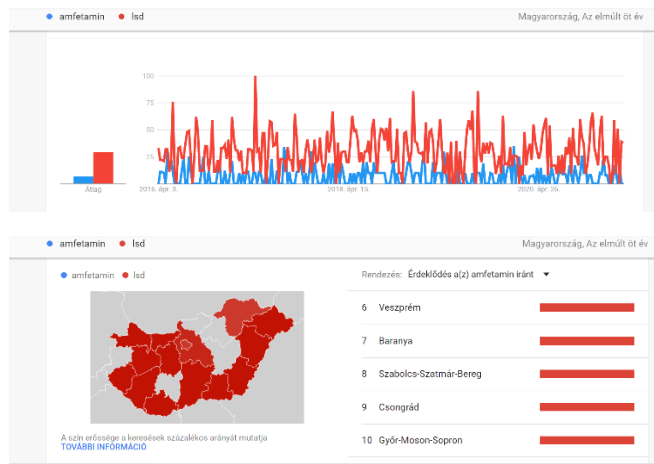 amfetamin lsd Magyarország, Az elmúlt öt év
100
75
50
25
Átlag 2016. ápr. 3. 2018. ápr. 15. 2020. ápr. 26.
amfetamin lsd Magyarország, Az elmúlt öt év
amfetamin lsd Rendezés: Érdeklődés a(z) amfetamin iránt
6 Veszprém
7 Baranya
8 Szabolcs-Szatmár-Bereg
9 Csongrád
10 Győr-Moson-Sopron
A szín erőssége a keresések százalékos arányát mutatja
TOVÁBBI INFORMÁCIÓ